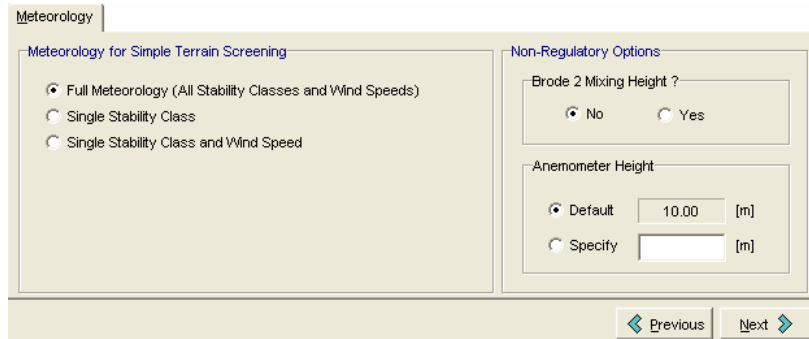 Meteorology
Meteorology for Simple Terrain Screening
Full Meteorology (All Stability Classes and Wind Speeds)
Single Stability Class
Single Stability Class and Wind Speed
Non-Regulatory Options
Brode 2 Mixing Height ?
No Yes
Anemometer Height
Default 10.00 [m]
Specify [m]
Previous Next